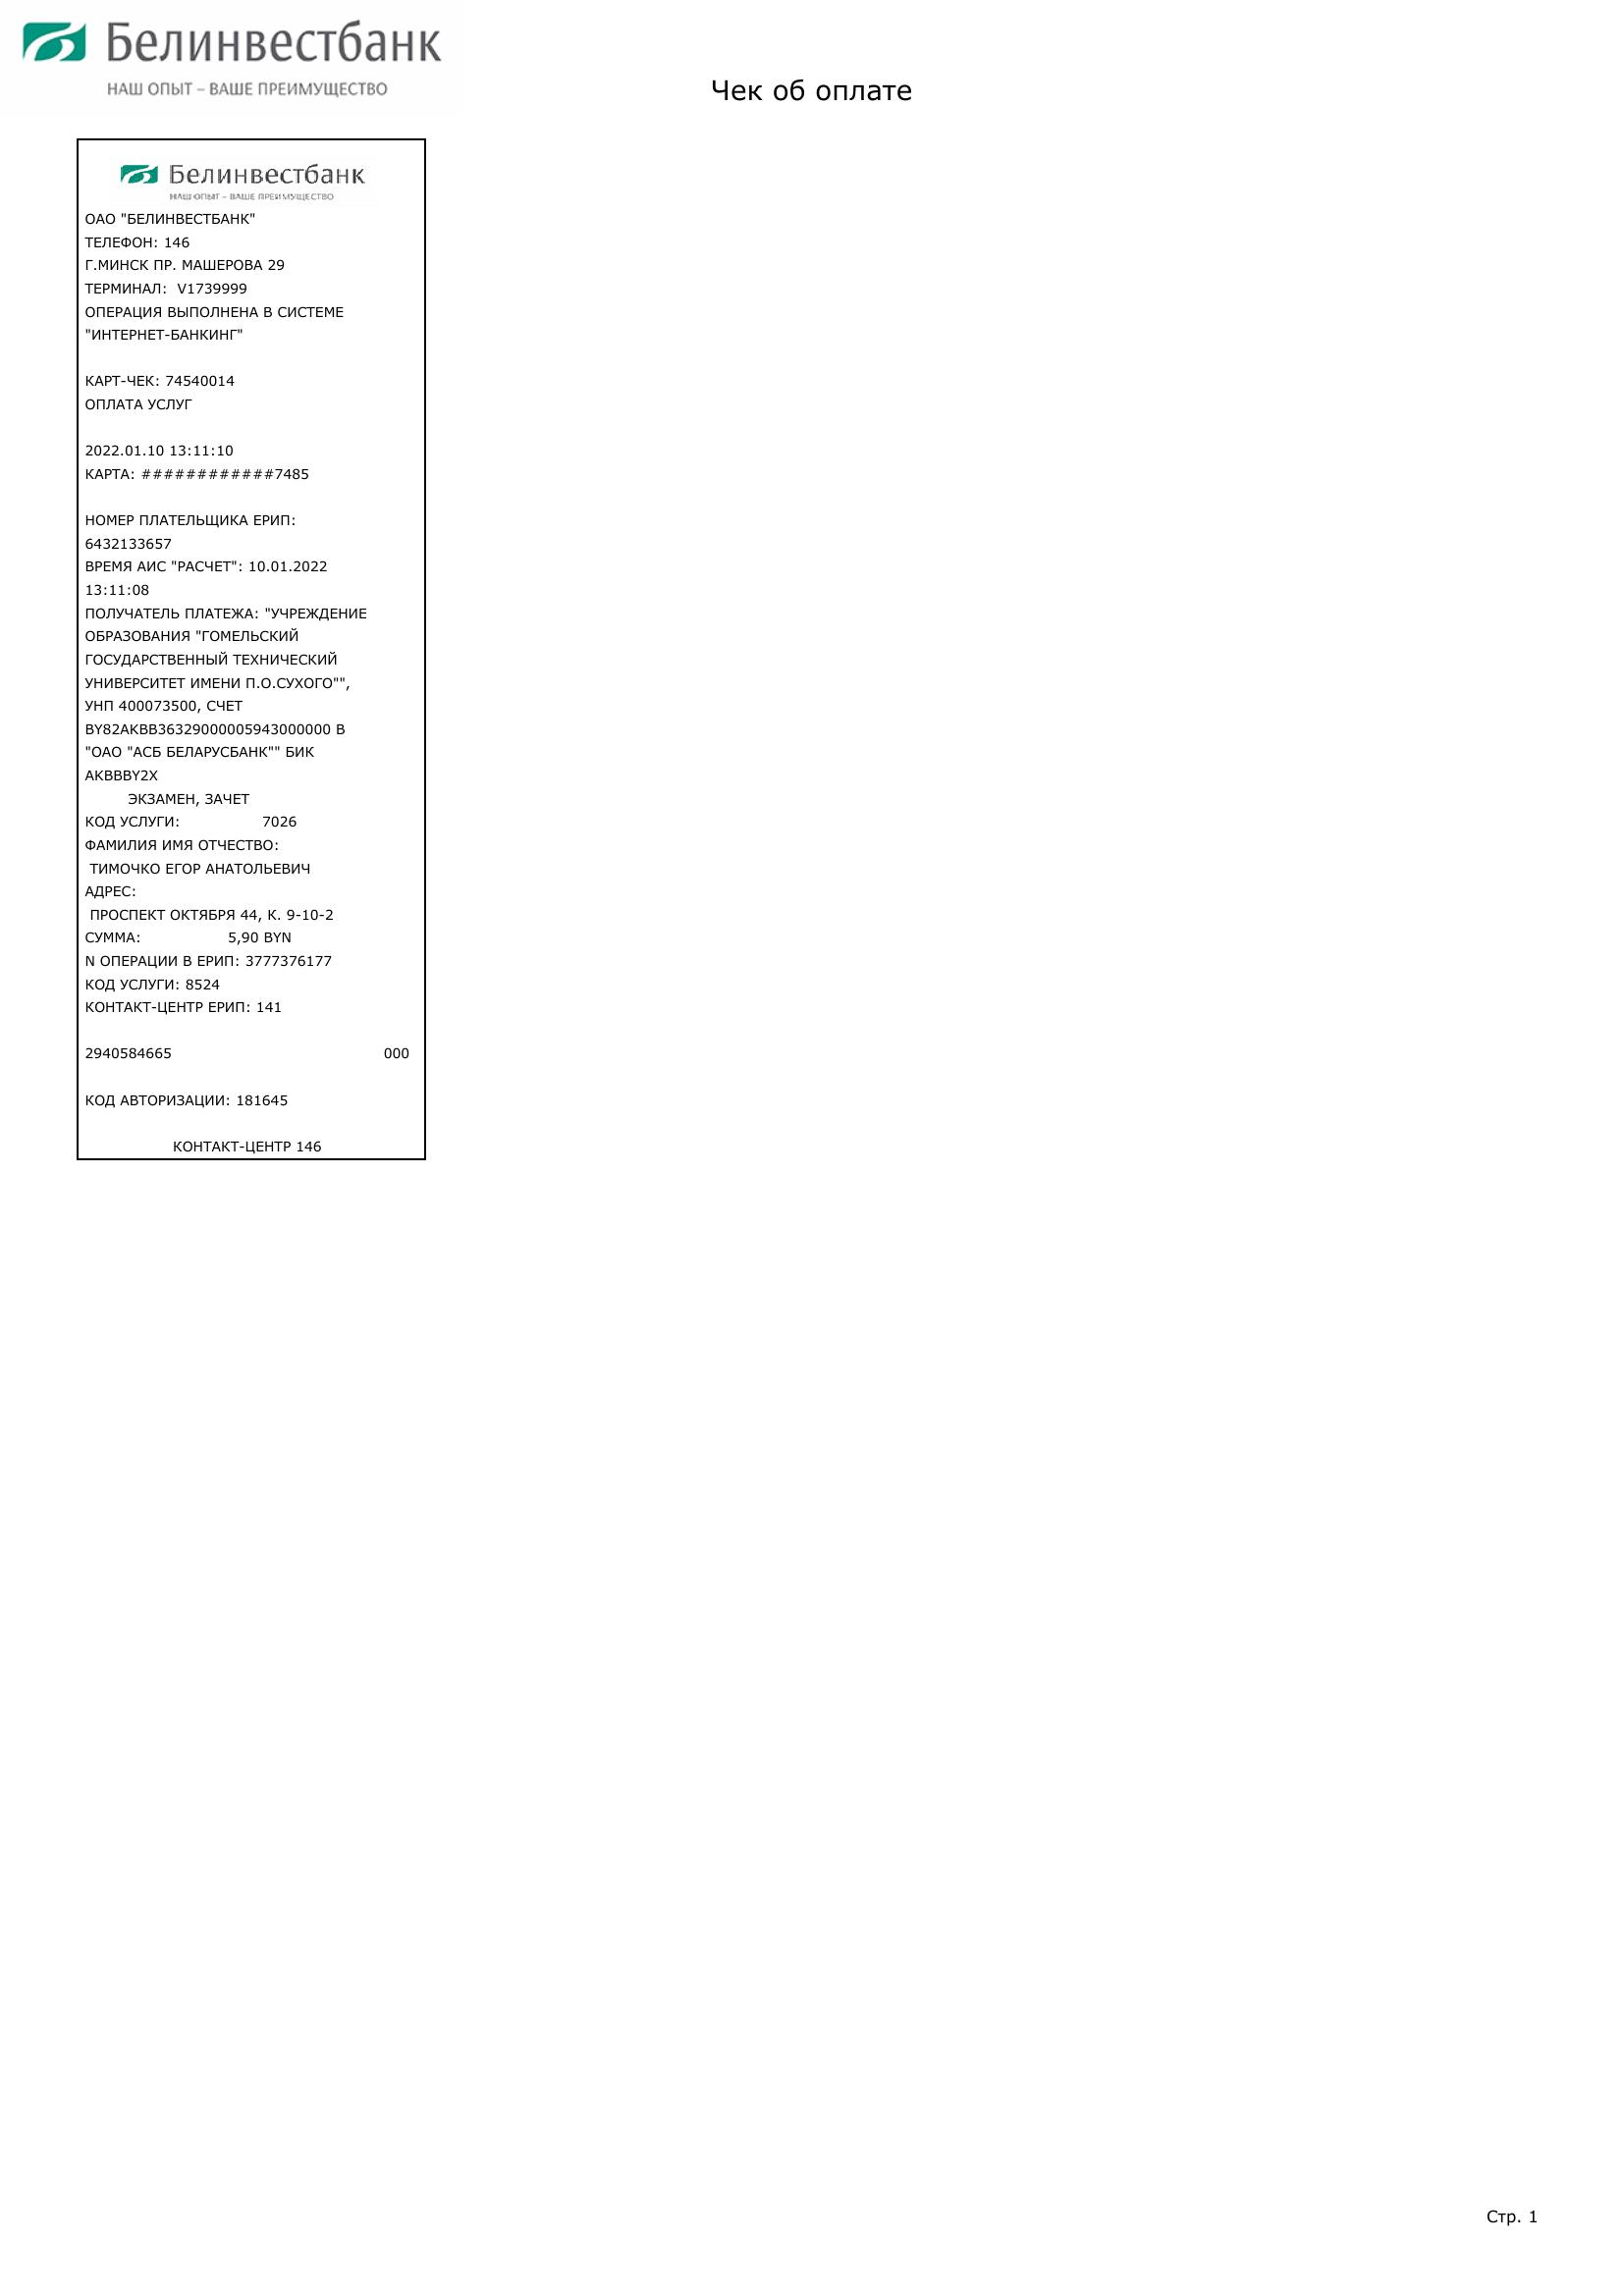 Белинвестбанк
НАШ ОПЫТ – ВАШЕ ПРЕИМУЩЕСТВО
Чек об оплате
Белинвестбанк
НАШ ОПЫТ – ВАШЕ ПРЕИМУЩЕСТВО
ОАО "БЕЛИНВЕСТБАНК"
ТЕЛЕФОН: 146
Г.МИНСК ПР. МАШЕРОВА 29
ТЕРМИНАЛ:  V1739999
ОПЕРАЦИЯ ВЫПОЛНЕНА В СИСТЕМЕ
"ИНТЕРНЕТ-БАНКИНГ"
КАРТ-ЧЕК: 74540014
ОПЛАТА УСЛУГ
2022.01.10 13:11:10
КАРТА: ############7485
НОМЕР ПЛАТЕЛЬЩИКА ЕРИП:
6432133657
ВРЕМЯ АИС "РАСЧЕТ": 10.01.2022
13:11:08
ПОЛУЧАТЕЛЬ ПЛАТЕЖА: "УЧРЕЖДЕНИЕ
ОБРАЗОВАНИЯ "ГОМЕЛЬСКИЙ
ГОСУДАРСТВЕННЫЙ ТЕХНИЧЕСКИЙ
УНИВЕРСИТЕТ ИМЕНИ П.О.СУХОГО"",
УНП 400073500, СЧЕТ
BY82AKBB36329000005943000000 В
"ОАО "АСБ БЕЛАРУСБАНК"" БИК
AKBBBY2X
ЭКЗАМЕН, ЗАЧЕТ
КОД УСЛУГИ: 7026
ФАМИЛИЯ ИМЯ ОТЧЕСТВО:
ТИМОЧКО ЕГОР АНАТОЛЬЕВИЧ
АДРЕС:
ПРОСПЕКТ ОКТЯБРЯ 44, К. 9-10-2
СУММА: 5,90 BYN
N ОПЕРАЦИИ В ЕРИП: 3777376177
КОД УСЛУГИ: 8524
КОНТАКТ-ЦЕНТР ЕРИП: 141
2940584665 000
КОД АВТОРИЗАЦИИ: 181645
КОНТАКТ-ЦЕНТР 146
Стр. 1